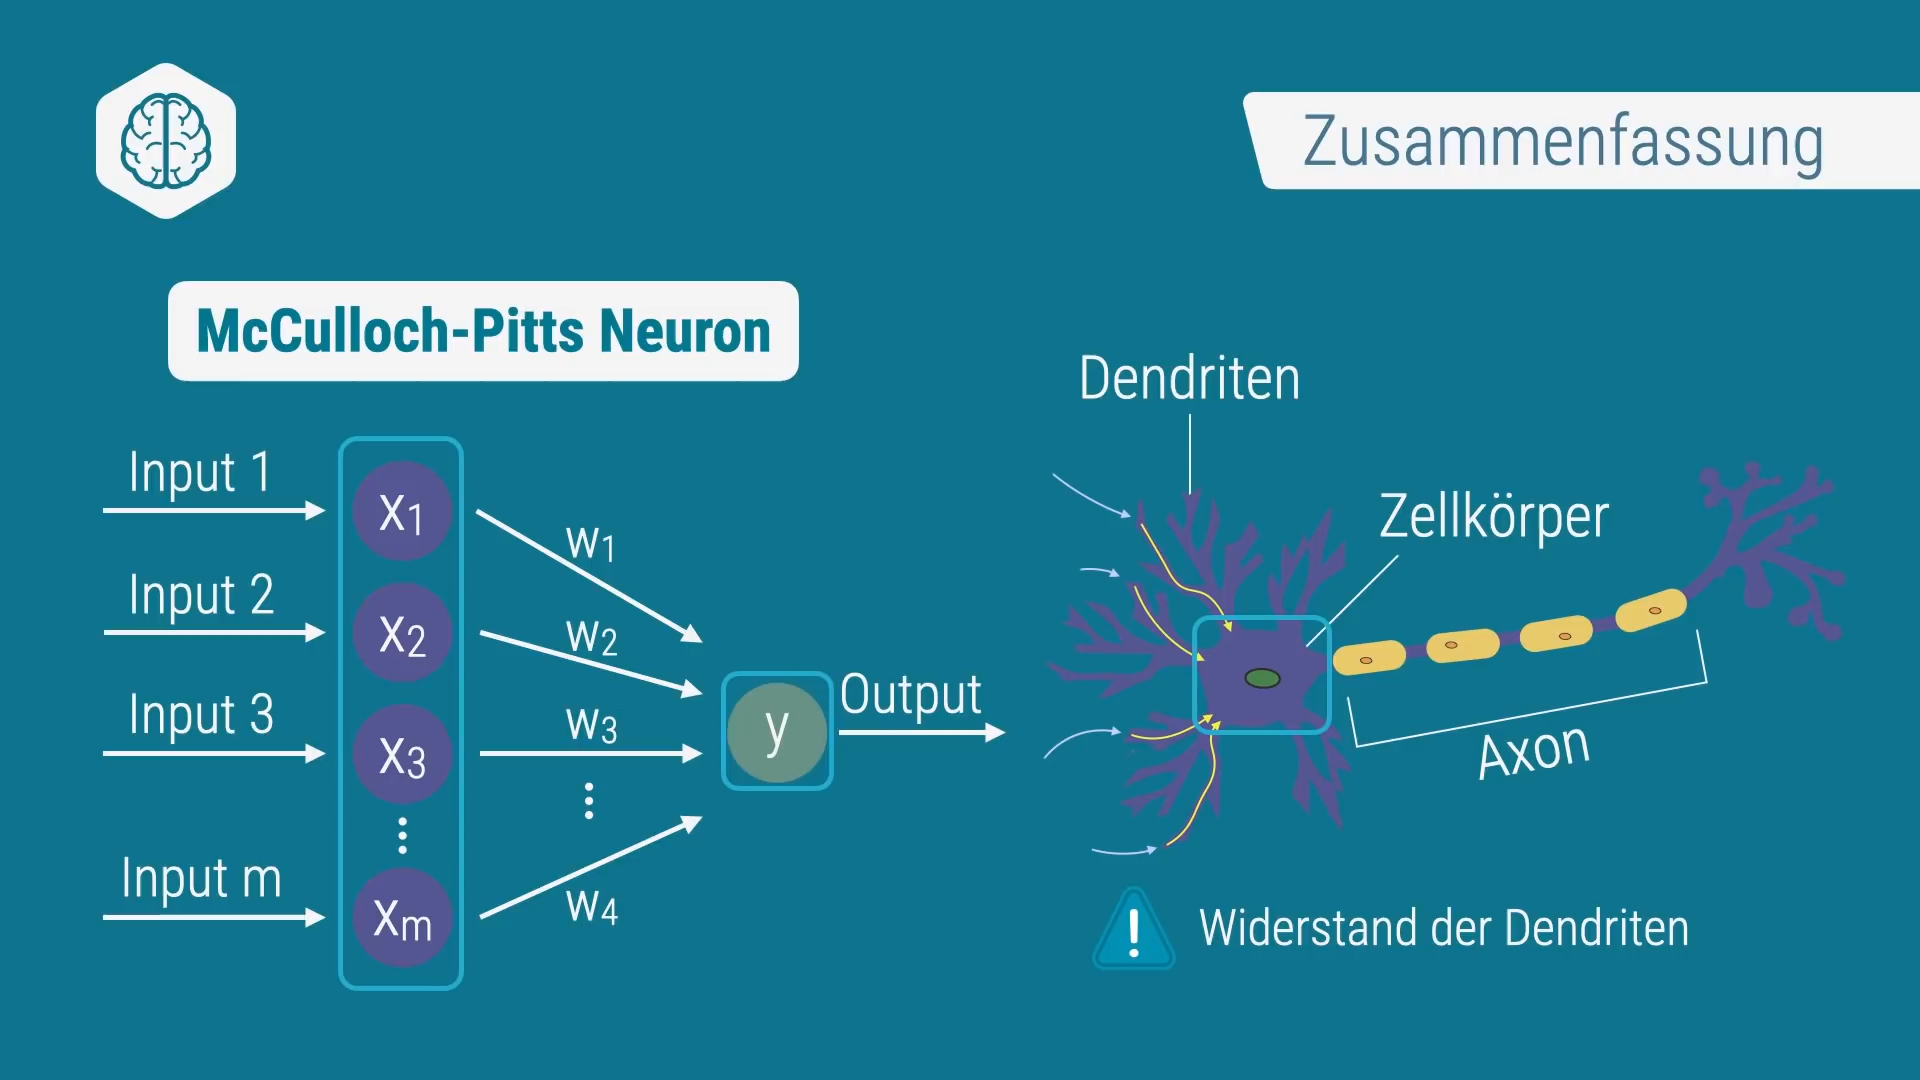 Zusammenfassung
McCulloch-Pitts Neuron
Input 1
Input 2
Input 3
Input m
x1
x2
x3
xm
w1
w2
w3
w4
y
Output
Dendriten
Zellkörper
Axon
! Widerstand der Dendriten